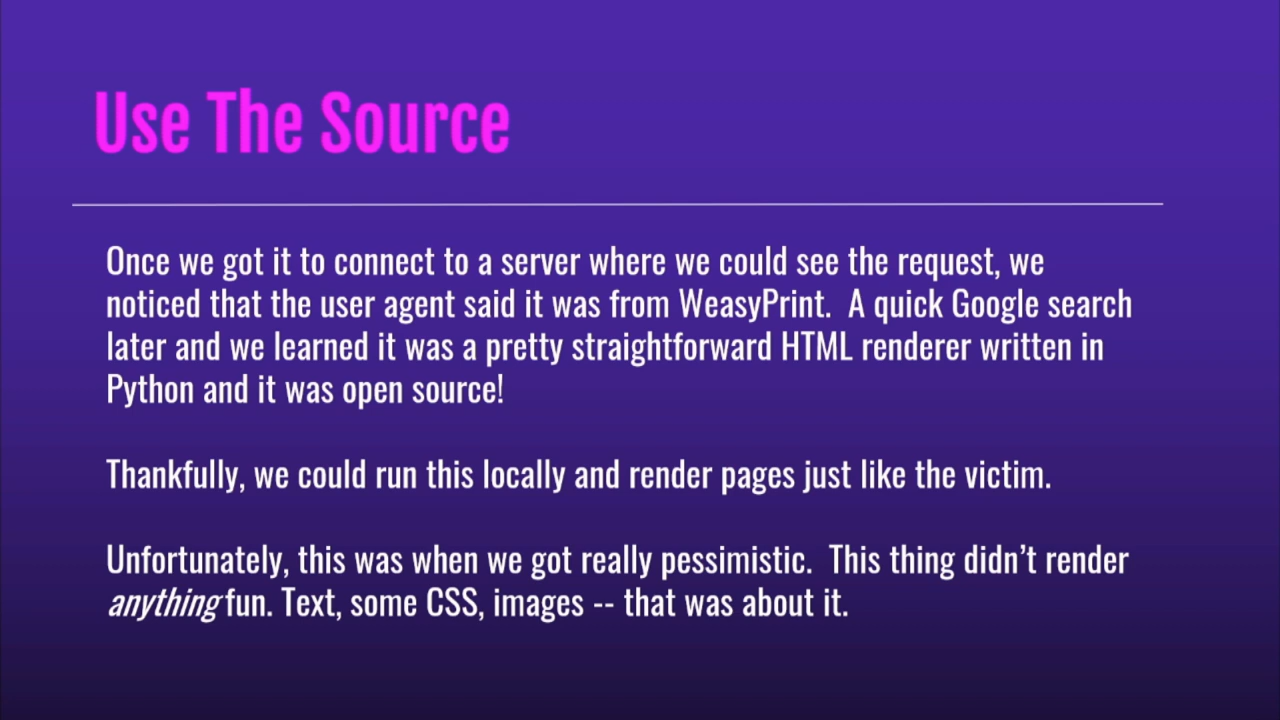 Use The Source
Once we got it to connect to a server where we could see the request, we
noticed that the user agent said it was from WeasyPrint.  A quick Google search
later and we learned it was a pretty straightforward HTML renderer written in
Python and it was open source!
Thankfully, we could run this locally and render pages just like the victim.
Unfortunately, this was when we got really pessimistic.  This thing didn’t render
anything fun. Text, some CSS, images -- that was about it.